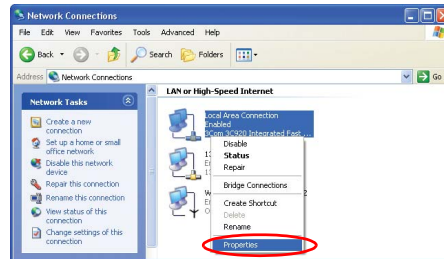 Network Connections
File Edit View Favorites Tools Advanced Help
Back Search Folders
Address Network Connections Go
Network Tasks
Create a new
connection
Set up a home or small
office network
Disable this network
device
Repair this connection
Rename this connection
View status of this
connection
Change settings of this
connection
LAN or High-Speed Internet
Local Area Connection
Enabled
3Com 3C920 Integrated Fast ...
Disable
Status
Repair
Bridge Connections
Create Shortcut
Delete
Rename
Properties